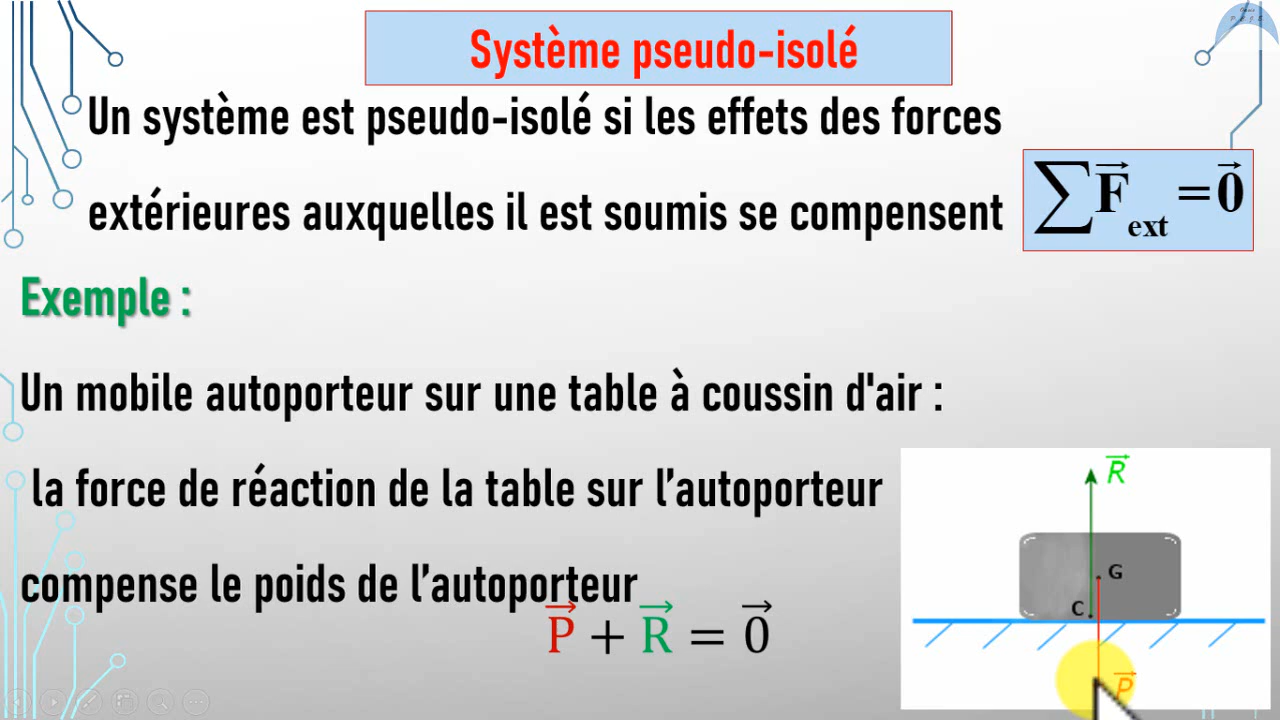 Système pseudo-isolé
Un système est pseudo-isolé si les effets des forces
extérieures auxquelles il est soumis se compensent
∑F⃗ext = 0⃗
Exemple :
Un mobile autoporteur sur une table à coussin d'air :
la force de réaction de la table sur l’autoporteur
compense le poids de l’autoporteur
P⃗ + R⃗ = 0⃗
R⃗
G
C
P⃗